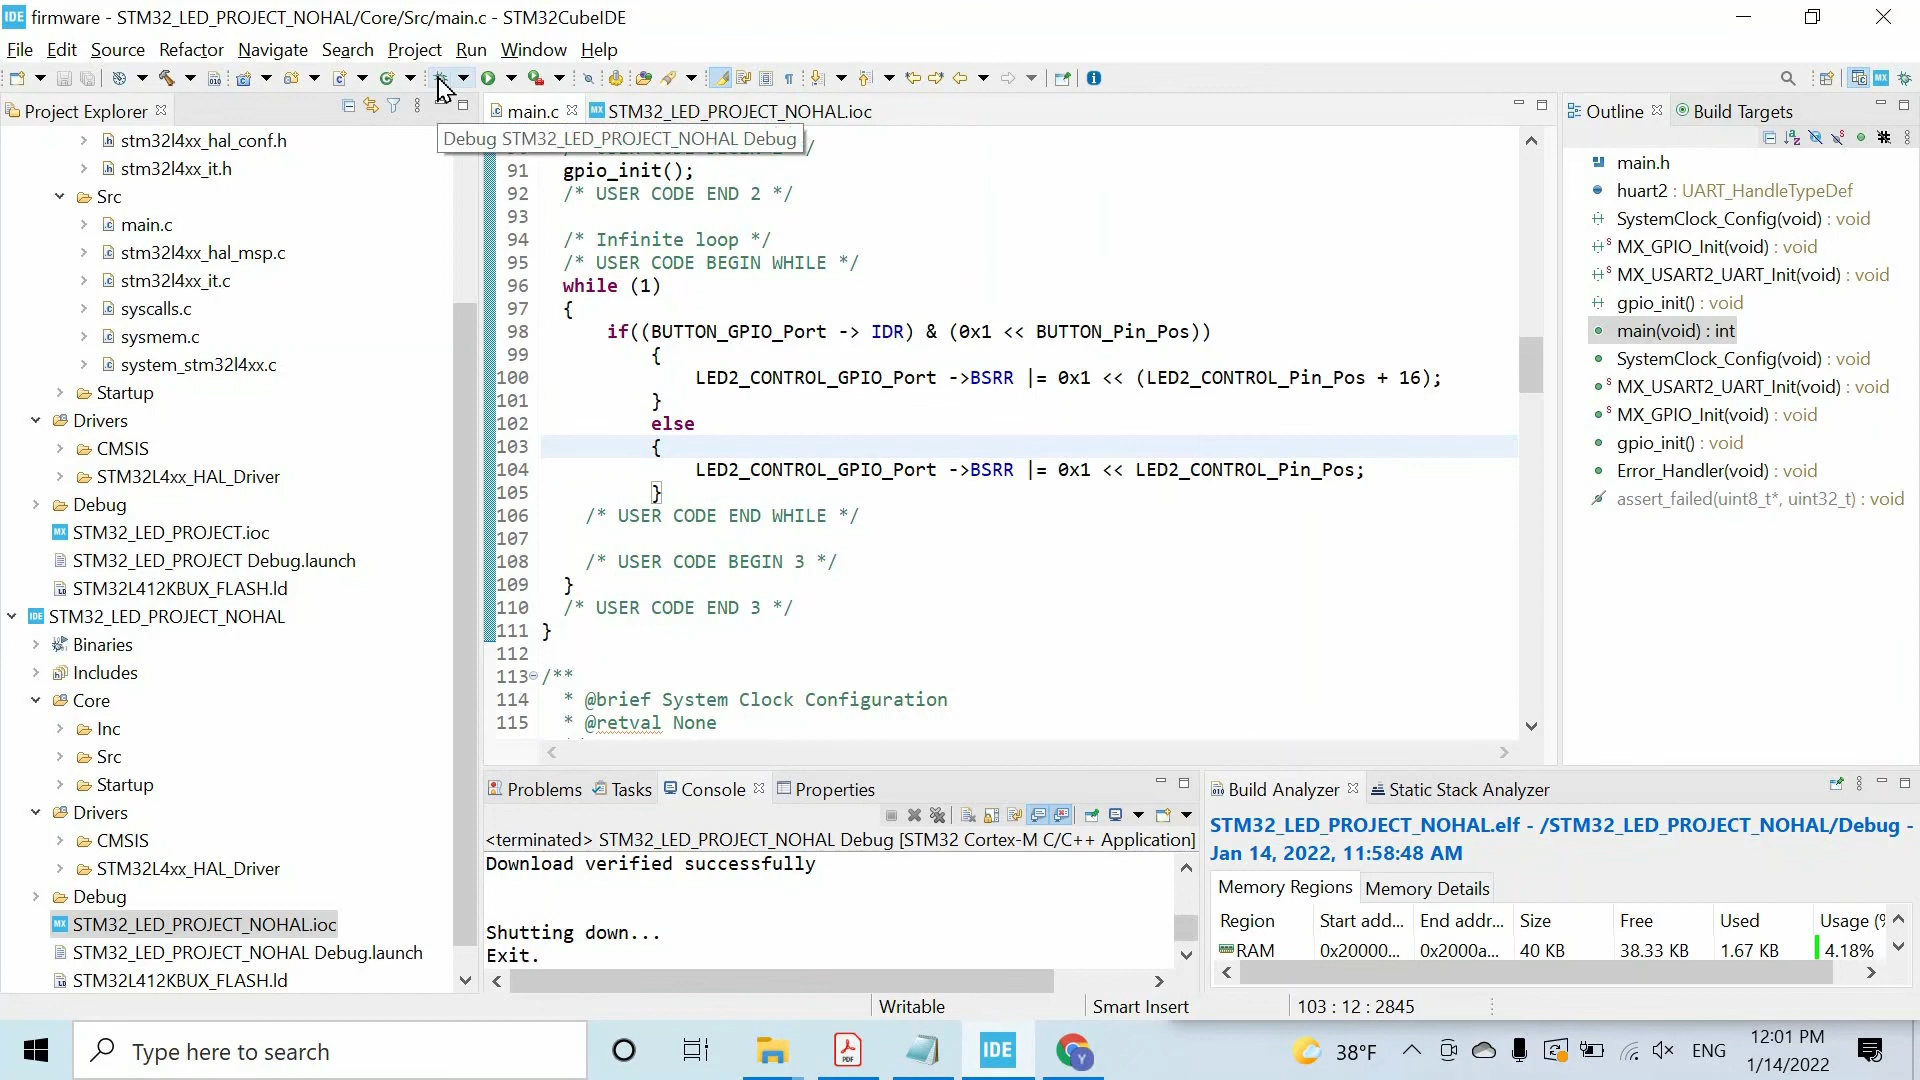 IDE firmware - STM32_LED_PROJECT_NOHAL/Core/Src/main.c - STM32CubeIDE
File Edit Source Refactor Navigate Search Project Run Window Help
Project Explorer
stm32l4xx_hal_conf.h
stm32l4xx_it.h
Src
main.c
stm32l4xx_hal_msp.c
stm32l4xx_it.c
syscalls.c
sysmem.c
system_stm32l4xx.c
Startup
Drivers
CMSIS
STM32L4xx_HAL_Driver
Debug
MX STM32_LED_PROJECT.ioc
STM32_LED_PROJECT Debug.launch
STM32L412KBUX_FLASH.ld
IDE STM32_LED_PROJECT_NOHAL
Binaries
Includes
Core
Inc
Src
Startup
Drivers
CMSIS
STM32L4xx_HAL_Driver
Debug
MX STM32_LED_PROJECT_NOHAL.ioc
STM32_LED_PROJECT_NOHAL Debug.launch
STM32L412KBUX_FLASH.ld
main.c MX STM32_LED_PROJECT_NOHAL.ioc
Debug STM32_LED_PROJECT_NOHAL Debug
91 gpio_init();
92 /* USER CODE END 2 */
93
94 /* Infinite loop */
95 /* USER CODE BEGIN WHILE */
96 while (1)
97 {
98 if((BUTTON_GPIO_Port -> IDR) & (0x1 << BUTTON_Pin_Pos))
99 {
100 LED2_CONTROL_GPIO_Port ->BSRR |= 0x1 << (LED2_CONTROL_Pin_Pos + 16);
101 }
102 else
103 {
104 LED2_CONTROL_GPIO_Port ->BSRR |= 0x1 << LED2_CONTROL_Pin_Pos;
105 }
106 /* USER CODE END WHILE */
107
108 /* USER CODE BEGIN 3 */
109 }
110 /* USER CODE END 3 */
111 }
112
113 /**
114 * @brief System Clock Configuration
115 * @retval None
Outline Build Targets
main.h
huart2 : UART_HandleTypeDef
SystemClock_Config(void) : void
MX_GPIO_Init(void) : void
MX_USART2_UART_Init(void) : void
gpio_init() : void
main(void) : int
SystemClock_Config(void) : void
MX_USART2_UART_Init(void) : void
MX_GPIO_Init(void) : void
gpio_init() : void
Error_Handler(void) : void
assert_failed(uint8_t*, uint32_t) : void
Problems Tasks Console Properties
<terminated> STM32_LED_PROJECT_NOHAL Debug [STM32 Cortex-M C/C++ Application]
Download verified successfully
Shutting down...
Exit.
Build Analyzer Static Stack Analyzer
STM32_LED_PROJECT_NOHAL.elf - /STM32_LED_PROJECT_NOHAL/Debug -
Jan 14, 2022, 11:58:48 AM
Memory Regions Memory Details
Region Start add... End addr... Size Free Used Usage (%
RAM 0x20000... 0x2000a... 40 KB 38.33 KB 1.67 KB 4.18%
Writable Smart Insert 103 : 12 : 2845
Type here to search
PDF IDE Y 38°F ENG
12:01 PM
1/14/2022